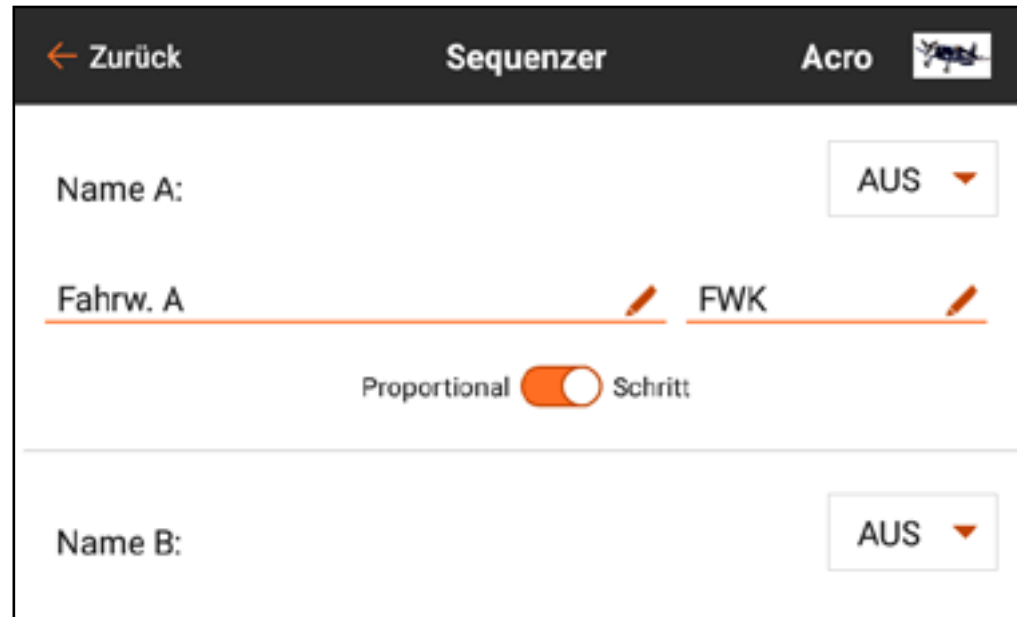 Zurück Sequenzer Acro
Name A: AUS
Fahrw. A FWK
Proportional Schritt
Name B: AUS